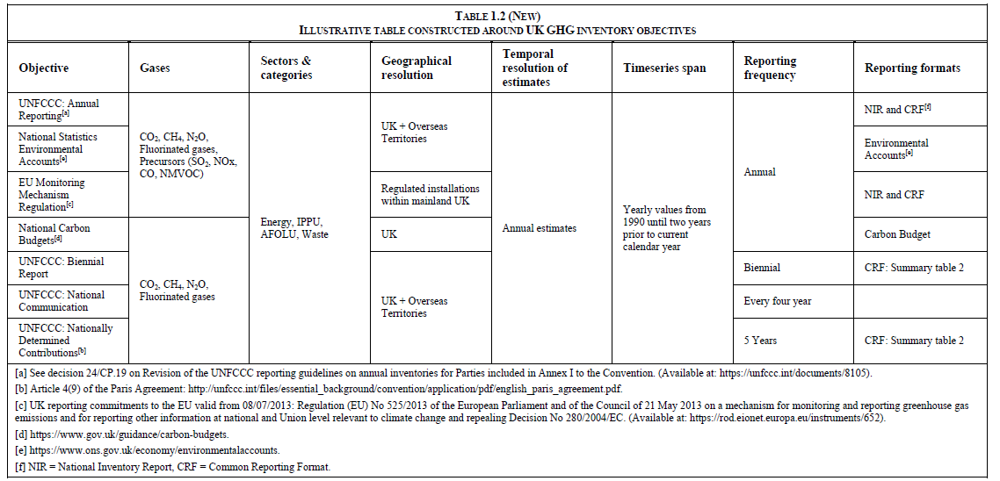 TABLE 1.2 (NEW)
ILLUSTRATIVE TABLE CONSTRUCTED AROUND UK GHG INVENTORY OBJECTIVES
Objective
Gases
Sectors &
categories
Geographical
resolution
Temporal
resolution of
estimates
Timeseries span
Reporting
frequency
Reporting formats
UNFCCC: Annual
Reporting[a]
CO2, CH4, N2O,
Fluorinated gases,
Precursors (SO2, NOx,
CO, NMVOC)
Energy, IPPU,
AFOLU, Waste
UK + Overseas
Territories
Annual estimates
Yearly values from
1990 until two years
prior to current
calendar year
Annual
NIR and CRF[f]
National Statistics
Environmental
Accounts[e]
Environmental
Accounts[e]
EU Monitoring
Mechanism
Regulation[c]
Regulated installations
within mainland UK
NIR and CRF
National Carbon
Budgets[d]
CO2, CH4, N2O,
Fluorinated gases
UK
Carbon Budget
UNFCCC: Biennial
Report
UK + Overseas
Territories
Biennial
CRF: Summary table 2
UNFCCC: National
Communication
Every four year
UNFCCC: Nationally
Determined
Contributions[b]
5 Years
CRF: Summary table 2
[a] See decision 24/CP.19 on Revision of the UNFCCC reporting guidelines on annual inventories for Parties included in Annex I to the Convention. (Available at: https://unfccc.int/documents/8105).
[b] Article 4(9) of the Paris Agreement: http://unfccc.int/files/essential_background/convention/application/pdf/english_paris_agreement.pdf.
[c] UK reporting commitments to the EU valid from 08/07/2013: Regulation (EU) No 525/2013 of the European Parliament and of the Council of 21 May 2013 on a mechanism for monitoring and reporting greenhouse gas
emissions and for reporting other information at national and Union level relevant to climate change and repealing Decision No 280/2004/EC. (Available at: https://rod.eionet.europa.eu/instruments/652).
[d] https://www.gov.uk/guidance/carbon-budgets.
[e] https://www.ons.gov.uk/economy/environmentalaccounts.
[f] NIR = National Inventory Report, CRF = Common Reporting Format.